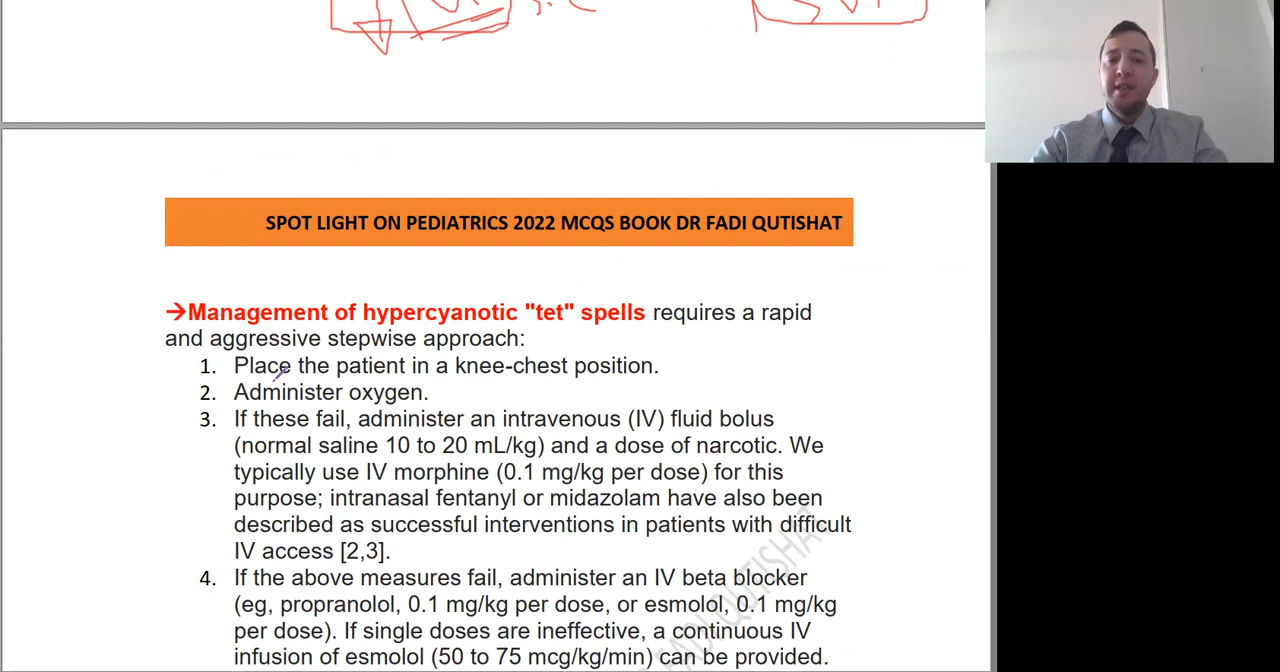 SPOT LIGHT ON PEDIATRICS 2022 MCQS BOOK DR FADI QUTISHAT
→Management of hypercyanotic "tet" spells requires a rapid
and aggressive stepwise approach:
1. Place the patient in a knee-chest position.
2. Administer oxygen.
3. If these fail, administer an intravenous (IV) fluid bolus
(normal saline 10 to 20 mL/kg) and a dose of narcotic. We
typically use IV morphine (0.1 mg/kg per dose) for this
purpose; intranasal fentanyl or midazolam have also been
described as successful interventions in patients with difficult
IV access [2,3].
4. If the above measures fail, administer an IV beta blocker
(eg, propranolol, 0.1 mg/kg per dose, or esmolol, 0.1 mg/kg
per dose). If single doses are ineffective, a continuous IV
infusion of esmolol (50 to 75 mcg/kg/min) can be provided.
FADI QUTISHAT